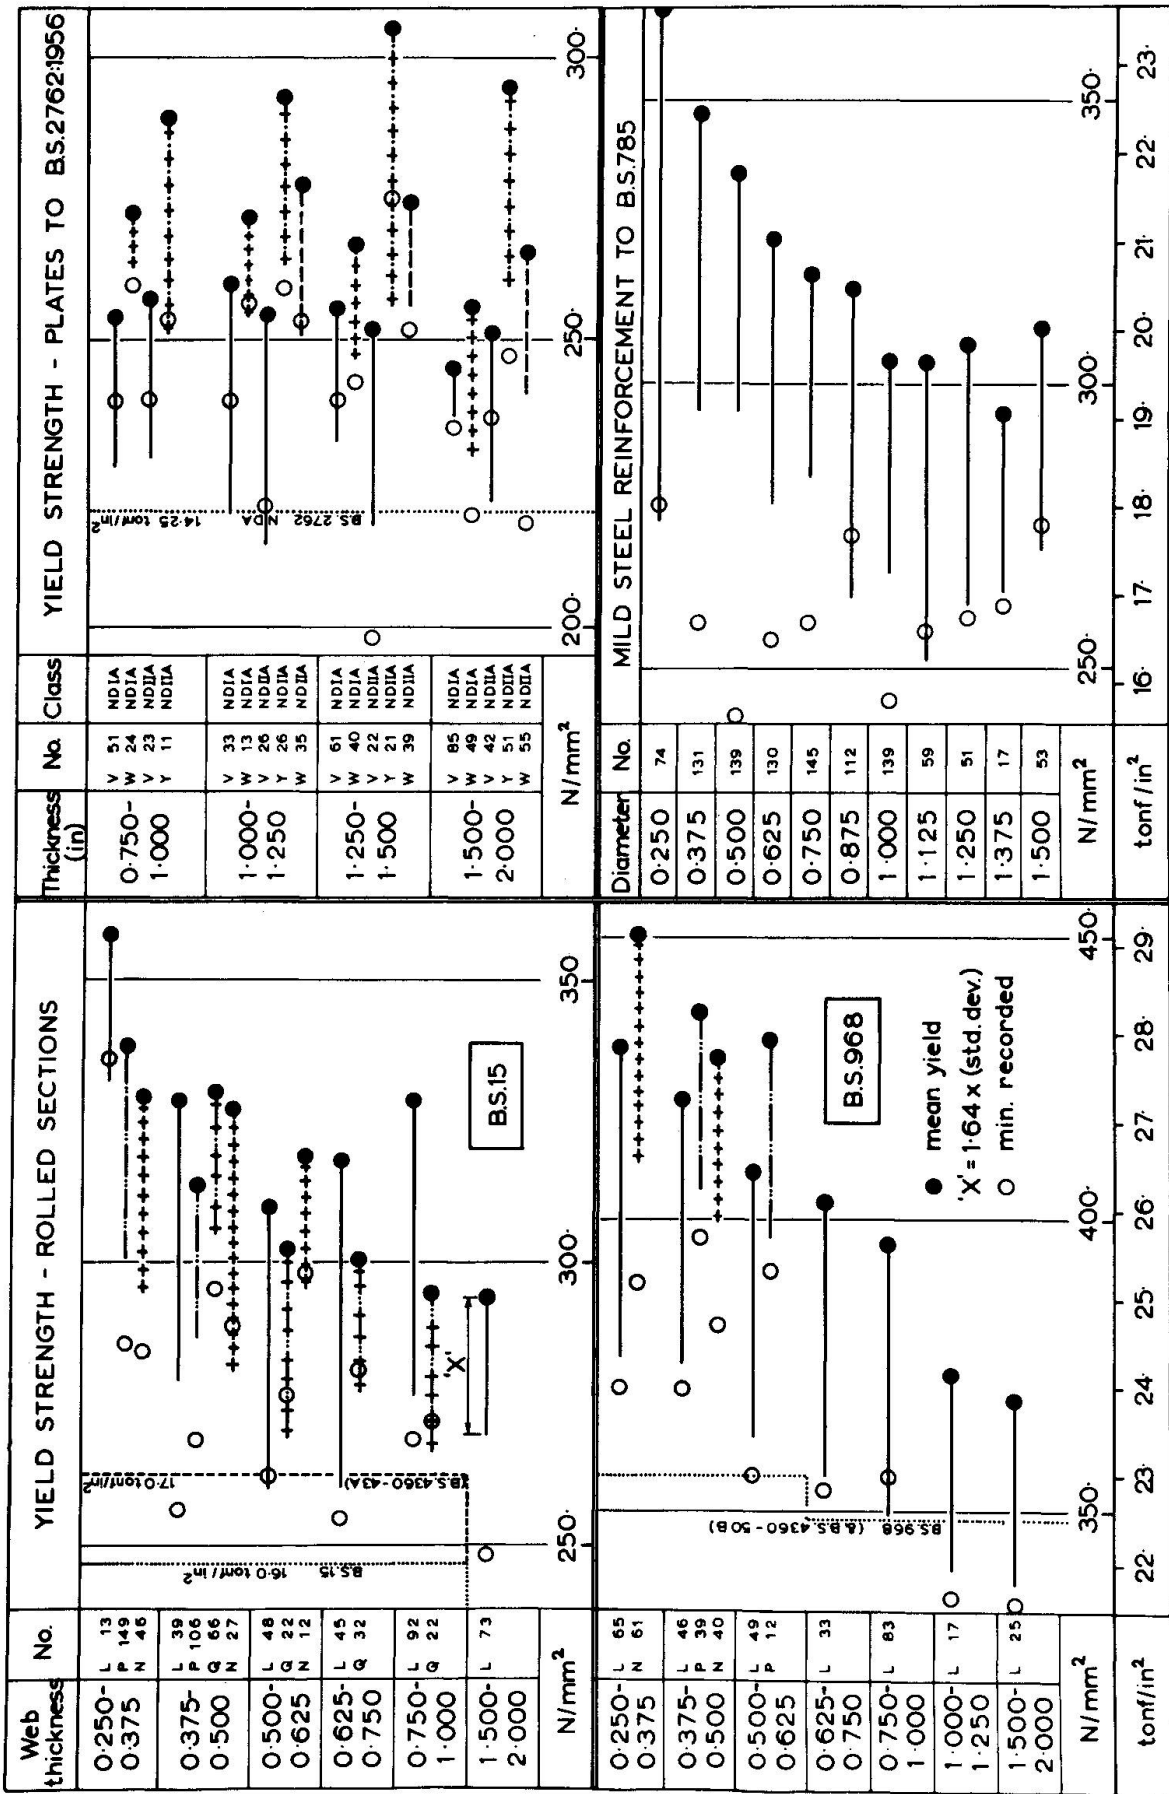 YIELD STRENGTH - ROLLED SECTIONS
Web thickness No.
0·250- 0·375
L 13
P 149
N 46
0·375- 0·500
L 39
P 106
Q 66
N 27
0·500- 0·625
L 48
Q 22
N 12
0·625- 0·750
L 45
Q 32
0·750- 1·000
L 92
Q 22
1·500- 2·000
L 73
N/mm²
250·
300·
350·
16·0 tonf/in² B.S.15
17·0 tonf/in² (B.S.4360-43A)
'X'
B.S.15
0·250- 0·375
L 65
N 61
0·375- 0·500
L 46
P 39
N 40
0·500- 0·625
L 49
P 12
0·625- 0·750
L 33
0·750- 1·000
L 83
1·000- 1·250
L 17
1·500- 2·000
L 25
N/mm²
350·
400·
450·
B.S.968 (& B.S.4360-50B)
B.S.968
mean yield
'X' = 1·64 x (std. dev.)
min. recorded
tonf/in²
22·
23·
24·
25·
26·
27·
28·
29·
YIELD STRENGTH - PLATES TO B.S.2762:1956
Thickness (in) No. Class
0·750- 1·000
V 51 NDIA
W 24 NDIA
V 23 NDIIA
Y 11 NDIIA
1·000- 1·250
V 33 NDIA
W 13 NDIA
V 26 NDIIA
Y 26 NDIIA
W 35 NDIIA
1·250- 1·500
V 61 NDIA
W 40 NDIA
V 22 NDIIA
Y 21 NDIIA
W 39 NDIIA
1·500- 2·000
V 85 NDIA
W 49 NDIA
V 42 NDIIA
Y 51 NDIIA
W 55 NDIIA
N/mm²
200·
250·
300·
14·25 tonf/in² B.S.2762 NDA
MILD STEEL REINFORCEMENT TO B.S.785
Diameter No.
0·250 74
0·375 131
0·500 139
0·625 130
0·750 145
0·875 112
1·000 139
1·125 59
1·250 51
1·375 17
1·500 53
N/mm²
250·
300·
350·
tonf/in²
16·
17·
18·
19·
20·
21·
22·
23·